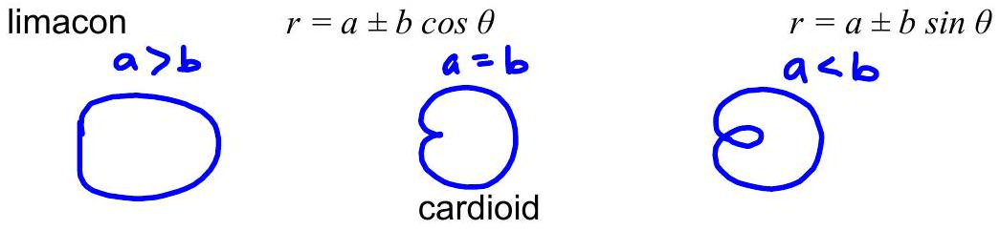 limacon r = a ± b cos θ r = a ± b sin θ
a > b a = b a < b
cardioid